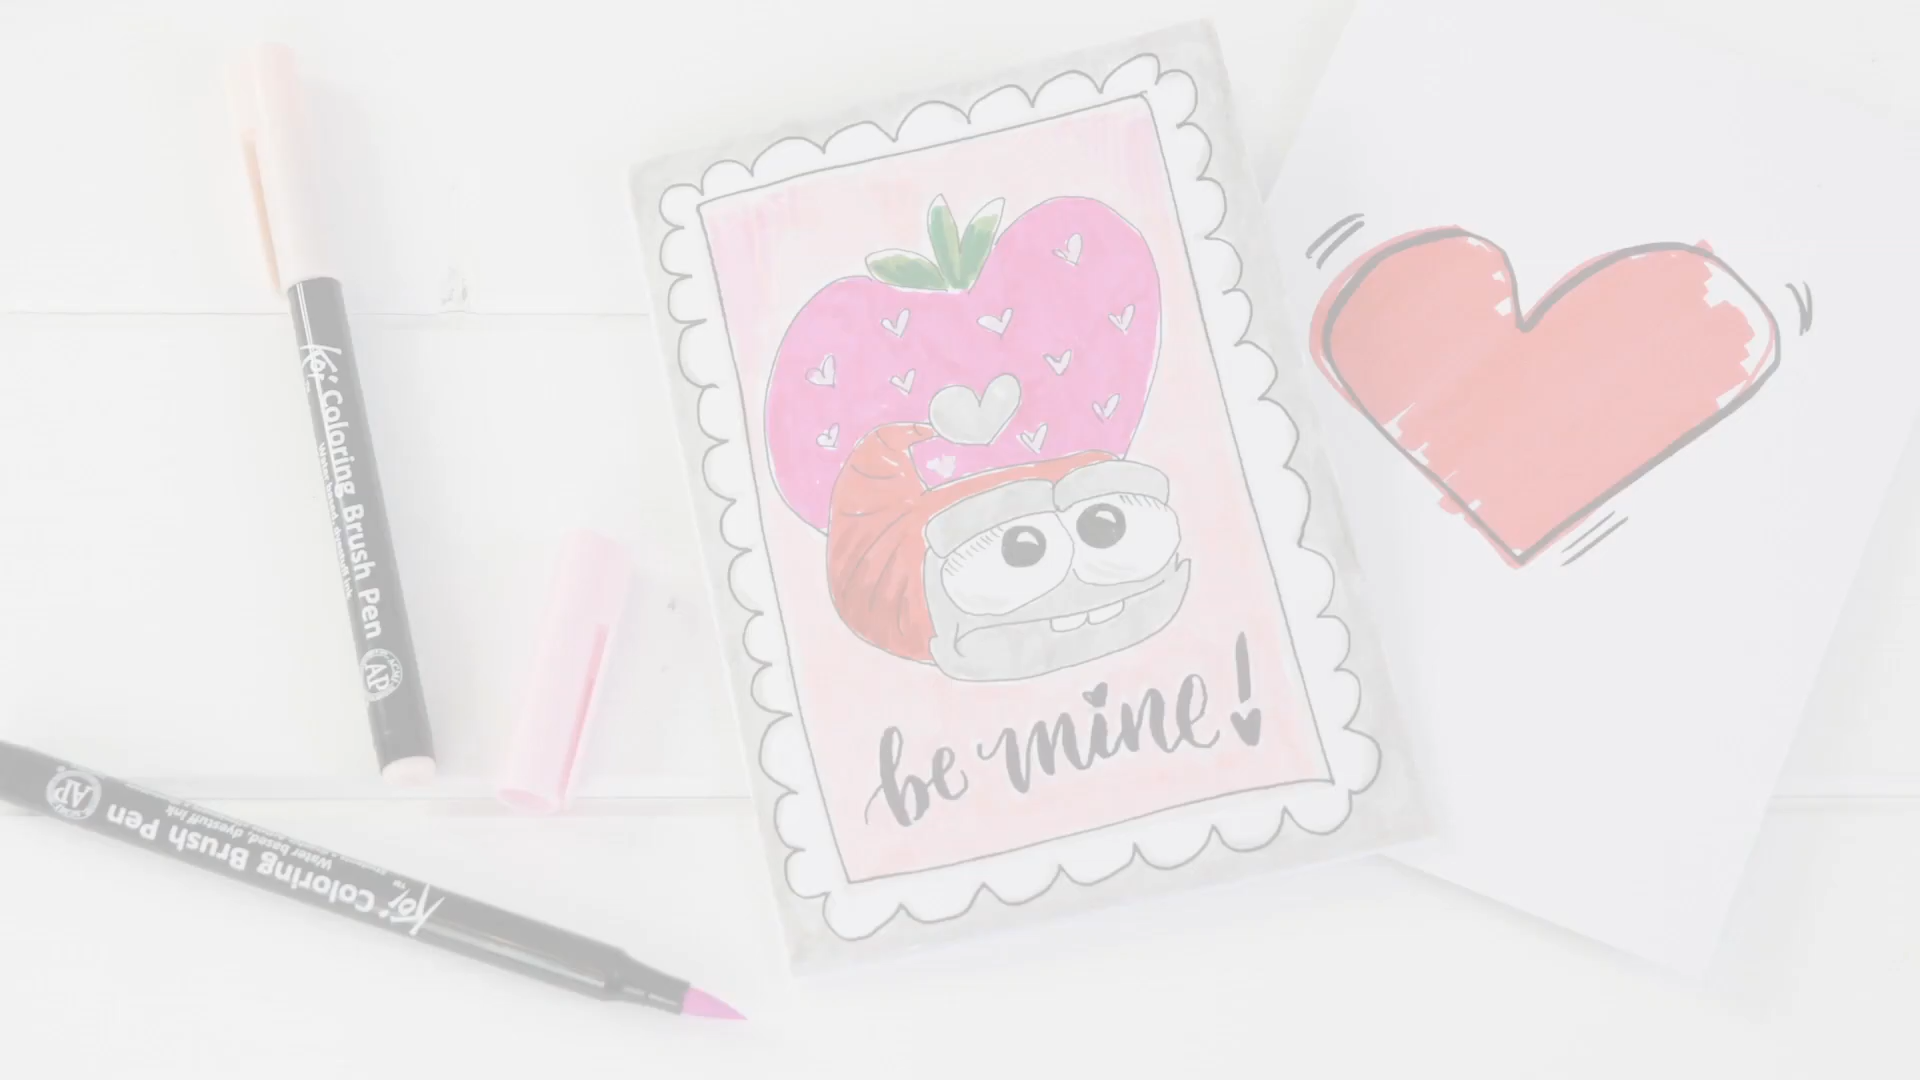 Koi Coloring Brush Pen
Water based, dyestuff ink
AP
be mine!
Koi™ Coloring Brush Pen
Water based, dyestuff Ink
AP